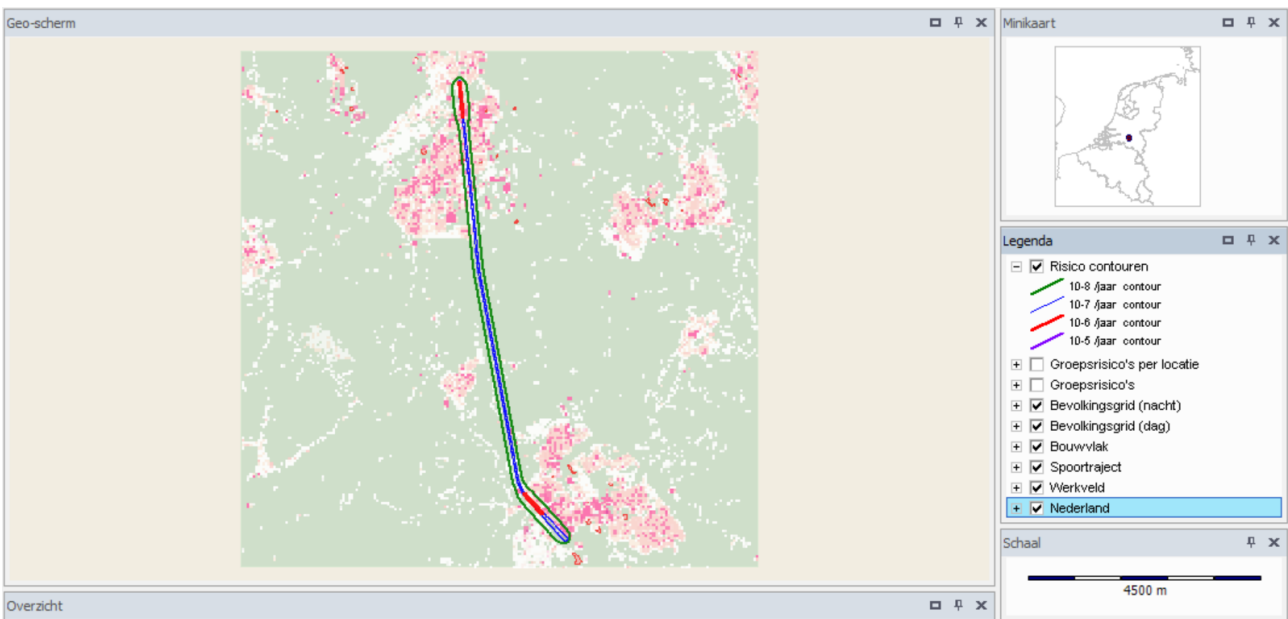 Geo-scherm
Minikaart
Legenda
Risico contouren
10-8 /jaar contour
10-7 /jaar contour
10-6 /jaar contour
10-5 /jaar contour
Groepsrisico's per locatie
Groepsrisico's
Bevolkingsgrid (nacht)
Bevolkingsgrid (dag)
Bouwvlak
Spoortraject
Werkveld
Nederland
Schaal
4500 m
Overzicht